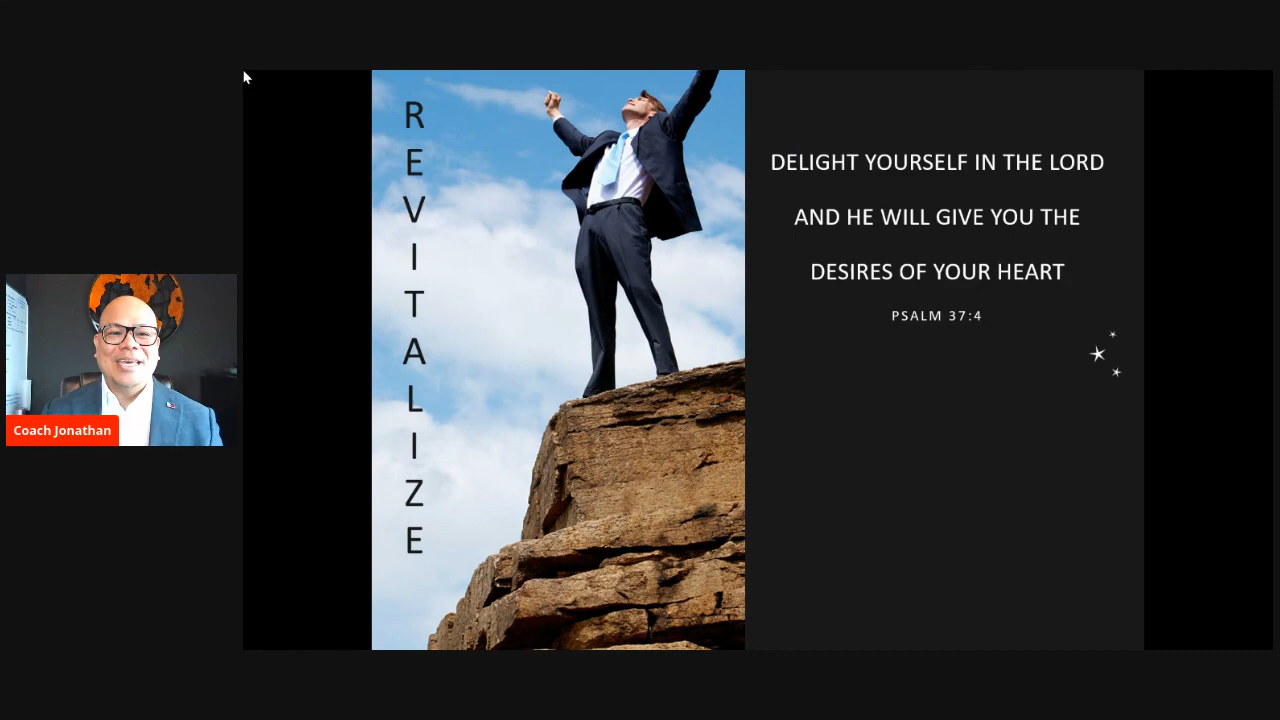 REVITALIZE
DELIGHT YOURSELF IN THE LORD
AND HE WILL GIVE YOU THE
DESIRES OF YOUR HEART
PSALM 37:4
Coach Jonathan